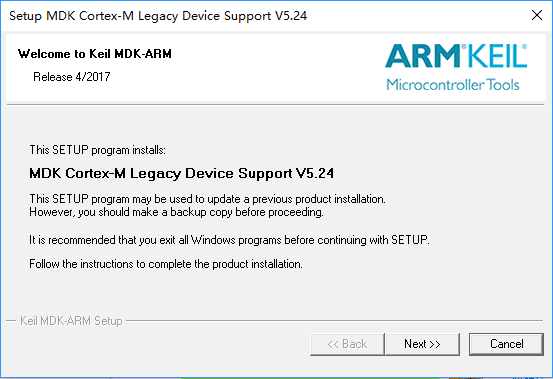 Setup MDK Cortex-M Legacy Device Support V5.24
Welcome to Keil MDK-ARM
Release 4/2017
ARM®KEIL®
Microcontroller Tools
This SETUP program installs:
MDK Cortex-M Legacy Device Support V5.24
This SETUP program may be used to update a previous product installation.
However, you should make a backup copy before proceeding.
It is recommended that you exit all Windows programs before continuing with SETUP.
Follow the instructions to complete the product installation.
Keil MDK-ARM Setup
<< Back
Next >>
Cancel